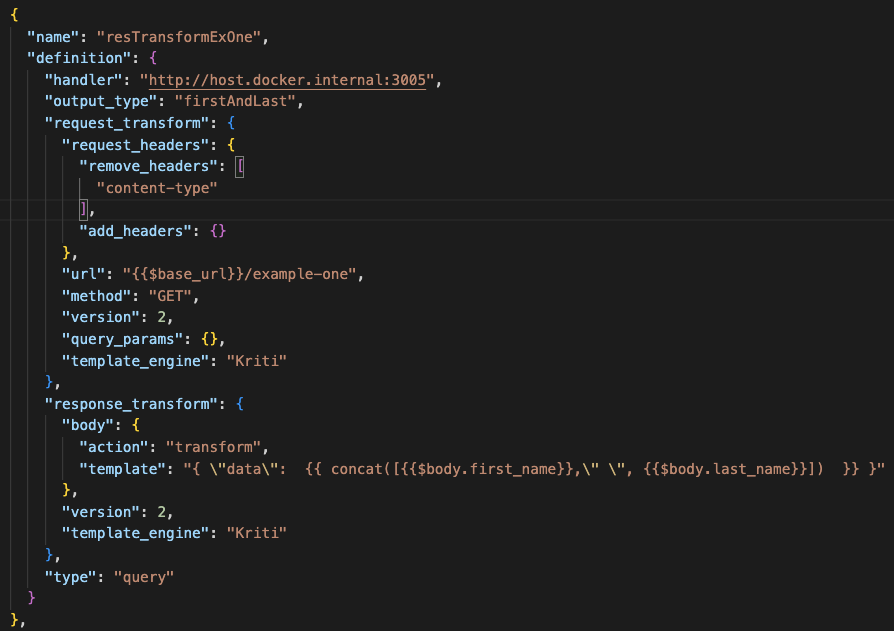 {
"name": "resTransformExOne",
"definition": {
"handler": "http://host.docker.internal:3005",
"output_type": "firstAndLast",
"request_transform": {
"request_headers": {
"remove_headers": [
"content-type"
],
"add_headers": {}
},
"url": "{{$base_url}}/example-one",
"method": "GET",
"version": 2,
"query_params": {},
"template_engine": "Kriti"
},
"response_transform": {
"body": {
"action": "transform",
"template": "{ \"data\":  {{ concat([{{$body.first_name}},\" \", {{$body.last_name}}])  }} }"
},
"version": 2,
"template_engine": "Kriti"
},
"type": "query"
}
},